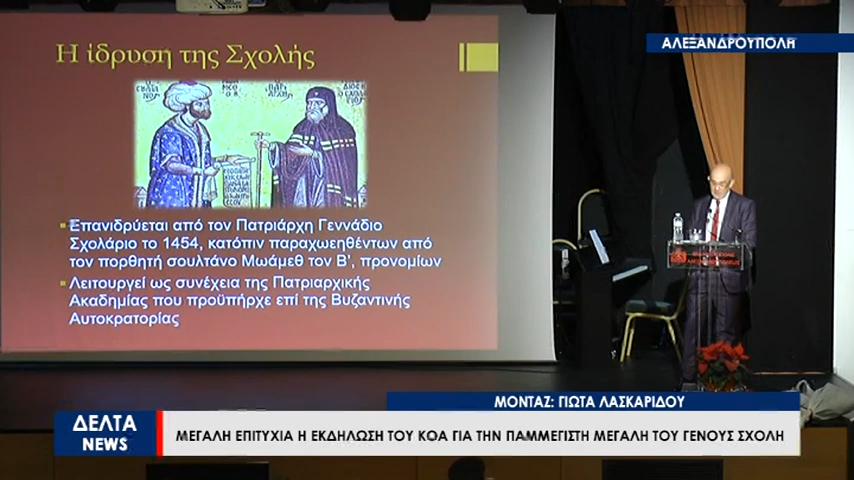 ΑΛΕΞΑΝΔΡΟΥΠΟΛΗ
Η ίδρυση της Σχολής
Επανιδρύεται από τον Πατριάρχη Γεννάδιο
Σχολάριο το 1454, κατόπιν παραχωεηθέντων από
τον πορθητή σουλτάνο Μωάμεθ τον Β', προνομίων
Λειτουργεί ως συνέχεια της Πατριαρχικής
Ακαδημίας που προϋπήρχε επί της Βυζαντινής
Αυτοκρατορίας
ΜΟΝΤΑΖ: ΓΙΩΤΑ ΛΑΣΚΑΡΙΔΟΥ
ΔΕΛΤΑ
NEWS
ΜΕΓΑΛΗ ΕΠΙΤΥΧΙΑ Η ΕΚΔΗΛΩΣΗ ΤΟΥ ΚΟΑ ΓΙΑ ΤΗΝ ΠΑΜΜΕΓΙΣΤΗ ΜΕΓΑΛΗ ΤΟΥ ΓΕΝΟΥΣ ΣΧΟΛΗ